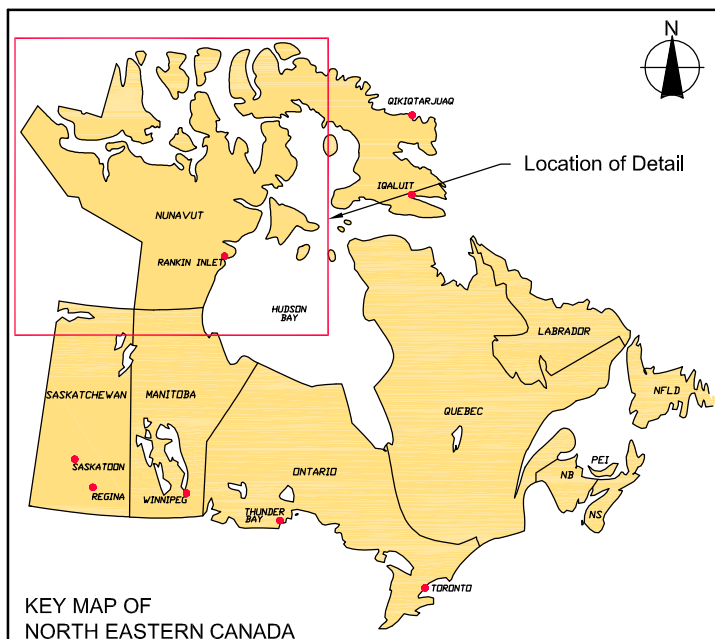 N
QIKIQTARJUAQ
Location of Detail
IQALUIT
NUNAVUT
RANKIN INLET
HUDSON
BAY
LABRADOR
SASKATCHEWAN
MANITOBA
NFLD
QUEBEC
ONTARIO
PEI
SASKATOON
NB
REGINA
WINNIPEG
NS
THUNDER
BAY
TORONTO
KEY MAP OF
NORTH EASTERN CANADA